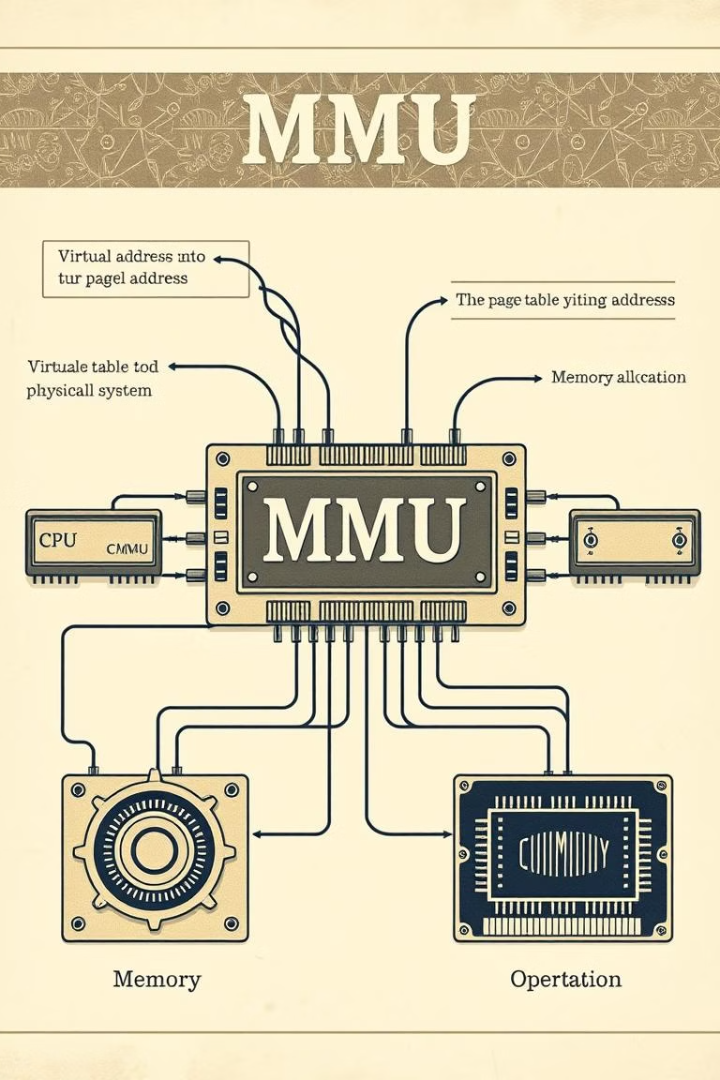 MMU
Virtual address into
tur pagel address
The page table yiting addresss
Virtuale table tod
physicall system
Memory allcation
MMU
CPU
CMMU
Memory
Opertation